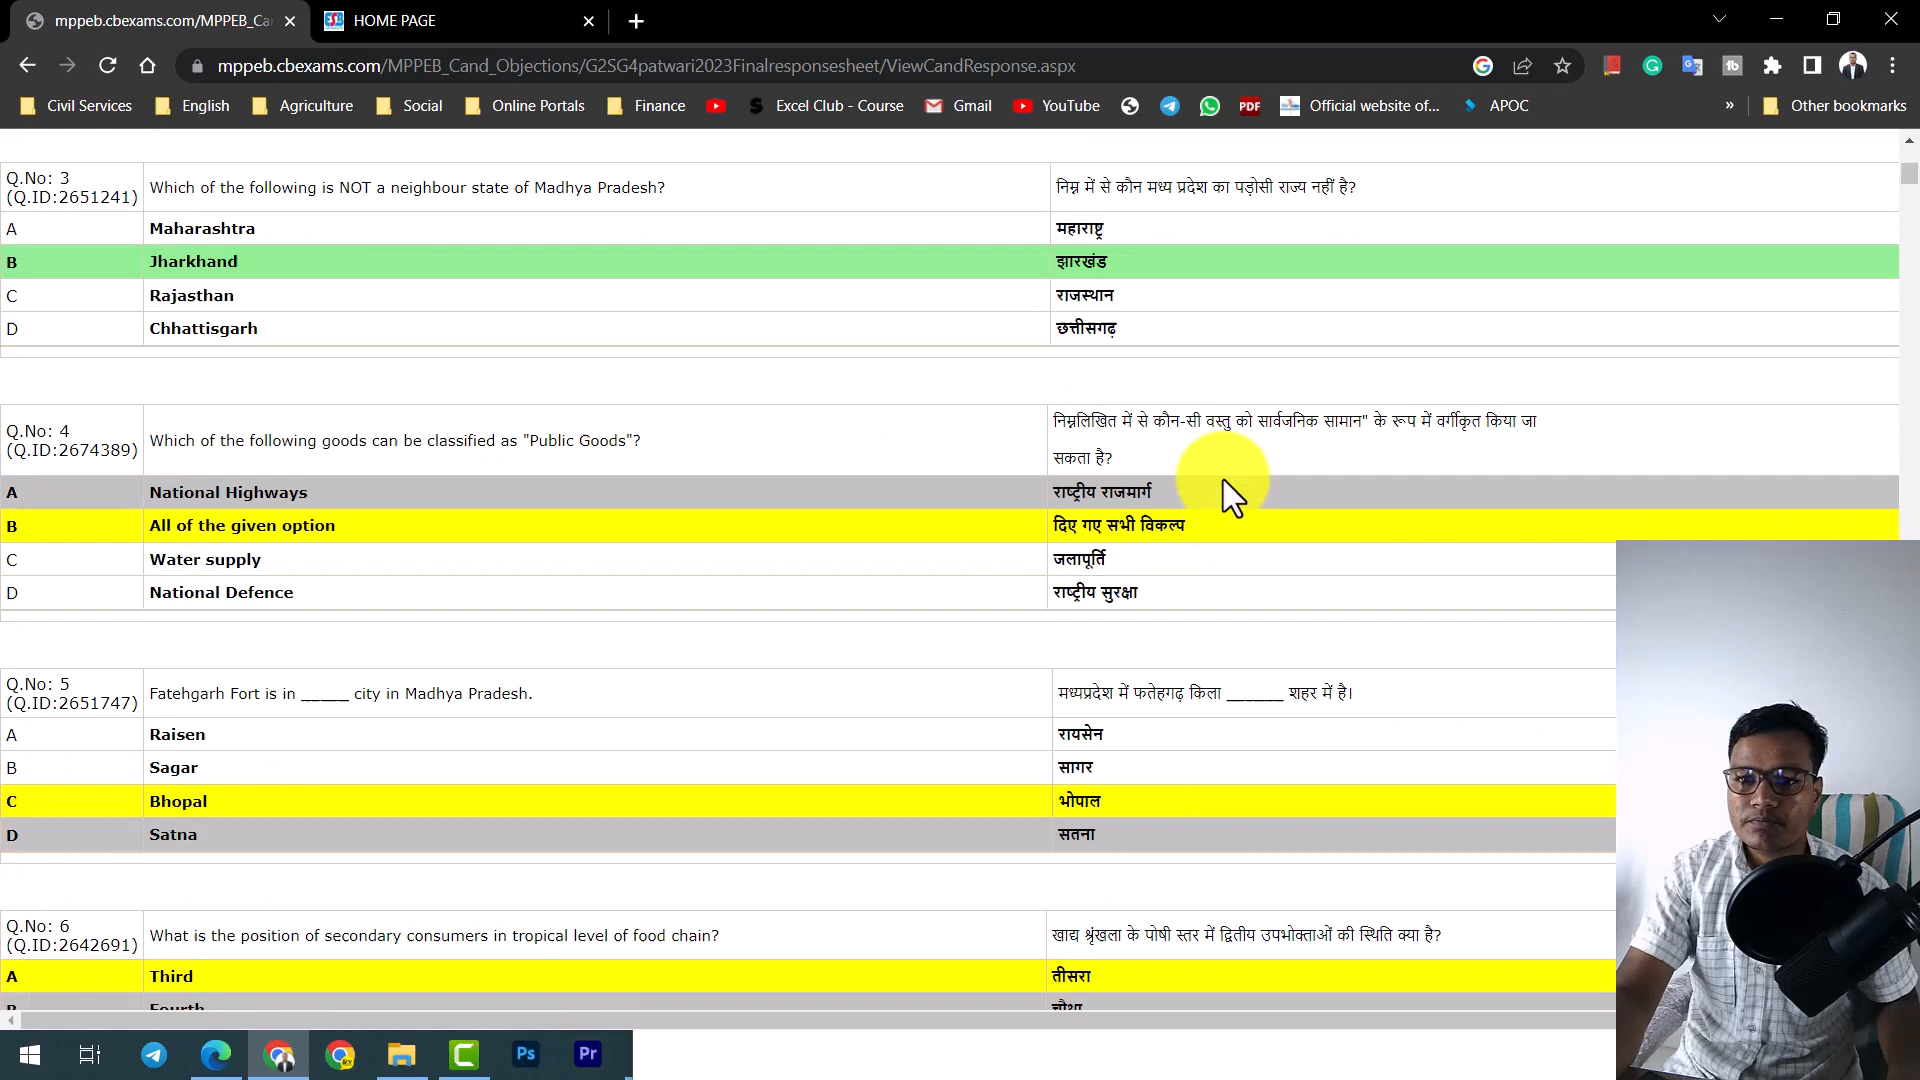 mppeb.cbexams.com/MPPEB_Ca
HOME PAGE
mppeb.cbexams.com/MPPEB_Cand_Objections/G2SG4patwari2023Finalresponsesheet/ViewCandResponse.aspx
Civil Services English Agriculture Social Online Portals Finance Excel Club - Course Gmail YouTube PDF Official website of... APOC » Other bookmarks
Q.No: 3
(Q.ID:2651241)
Which of the following is NOT a neighbour state of Madhya Pradesh?
निम्न में से कौन मध्य प्रदेश का पड़ोसी राज्य नहीं है?
A Maharashtra महाराष्ट्र
B Jharkhand झारखंड
C Rajasthan राजस्थान
D Chhattisgarh छत्तीसगढ़
Q.No: 4
(Q.ID:2674389)
Which of the following goods can be classified as "Public Goods"?
निम्नलिखित में से कौन-सी वस्तु को सार्वजनिक सामान" के रूप में वर्गीकृत किया जा
सकता है?
A National Highways राष्ट्रीय राजमार्ग
B All of the given option दिए गए सभी विकल्प
C Water supply जलापूर्ति
D National Defence राष्ट्रीय सुरक्षा
Q.No: 5
(Q.ID:2651747)
Fatehgarh Fort is in _____ city in Madhya Pradesh.
मध्यप्रदेश में फतेहगढ़ किला ______ शहर में है।
A Raisen रायसेन
B Sagar सागर
C Bhopal भोपाल
D Satna सतना
Q.No: 6
(Q.ID:2642691)
What is the position of secondary consumers in tropical level of food chain?
खाद्य श्रृंखला के पोषी स्तर में द्वितीय उपभोक्ताओं की स्थिति क्या है?
A Third तीसरा
B Fourth चौथा
Ps Pr